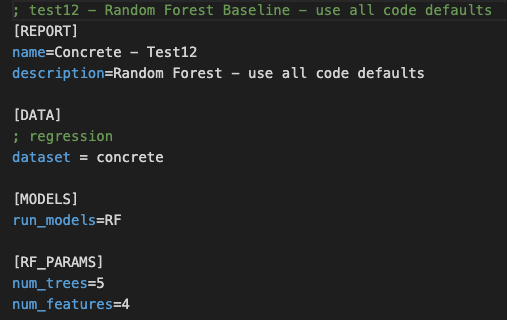 ; test12 - Random Forest Baseline - use all code defaults
[REPORT]
name=Concrete - Test12
description=Random Forest - use all code defaults
[DATA]
; regression
dataset = concrete
[MODELS]
run_models=RF
[RF_PARAMS]
num_trees=5
num_features=4